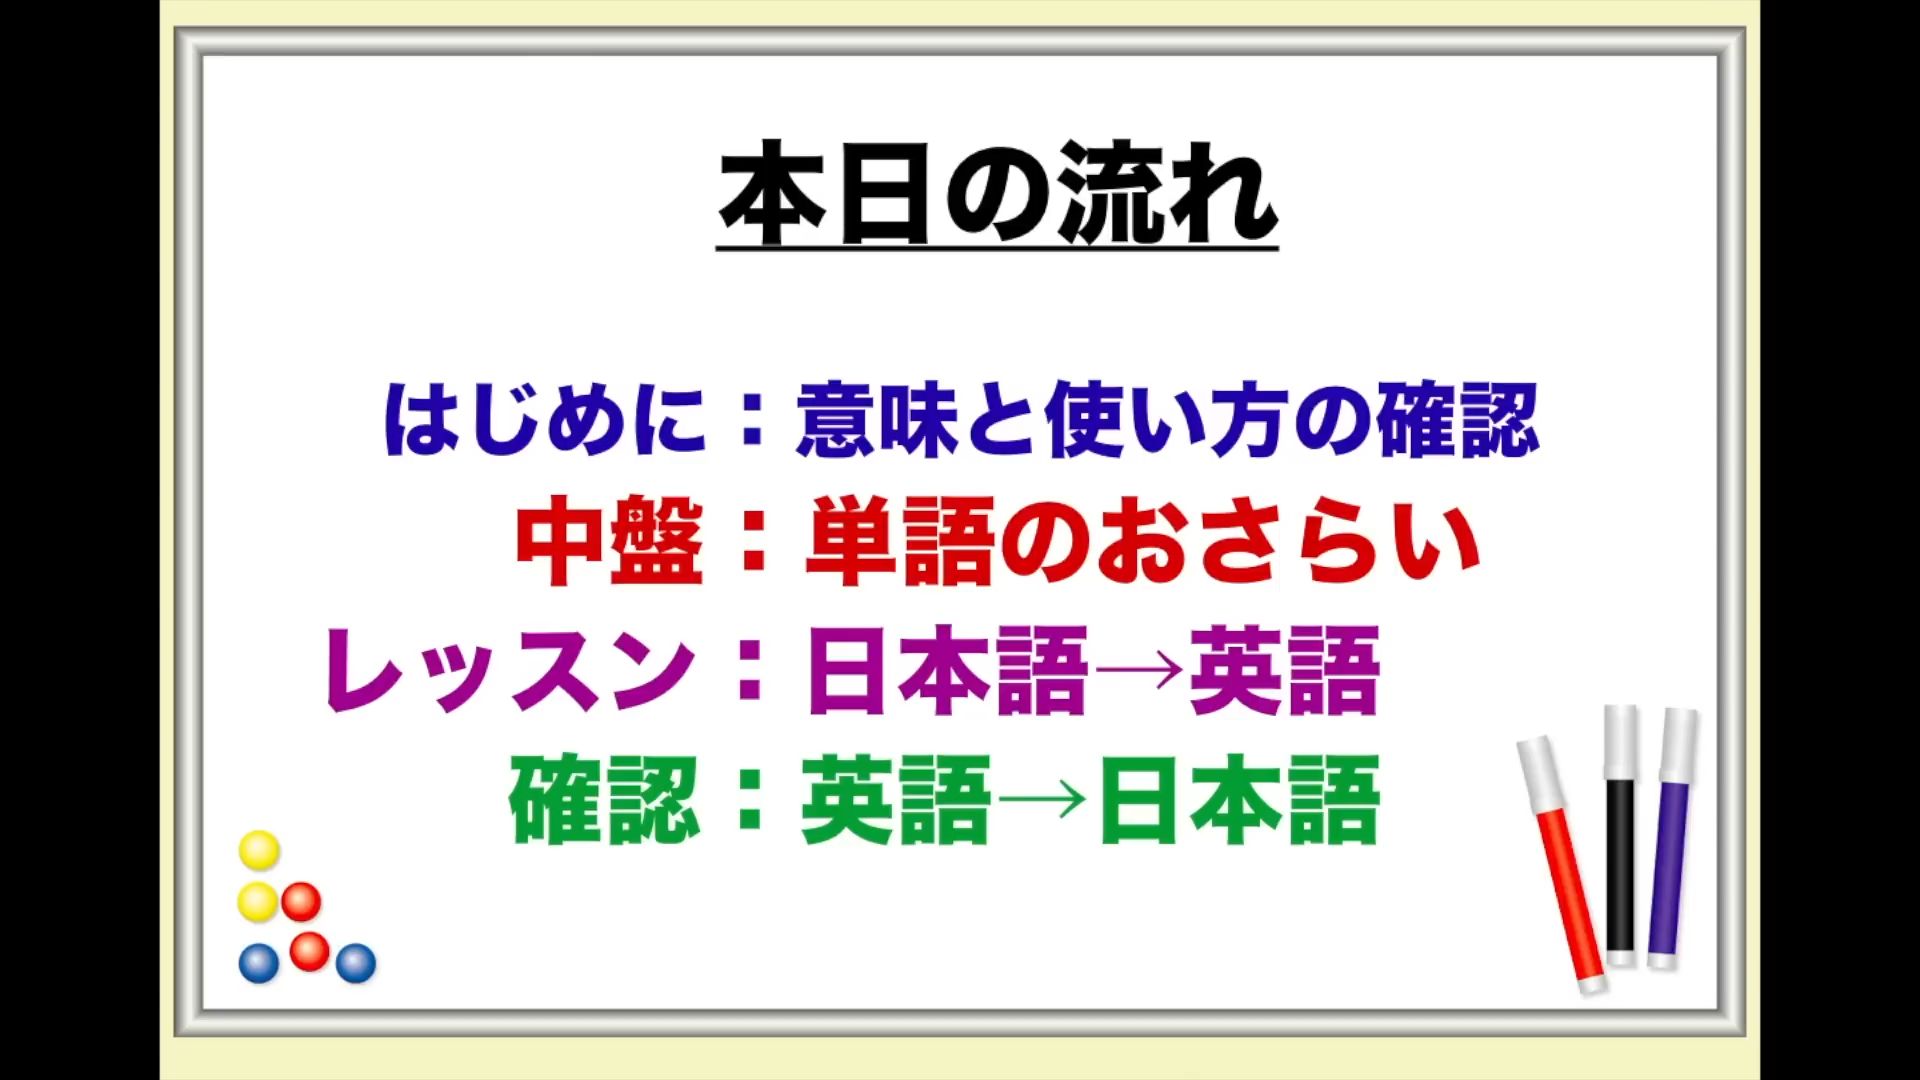 本日の流れ
はじめに：意味と使い方の確認
中盤：単語のおさらい
レッスン：日本語→英語
確認：英語→日本語